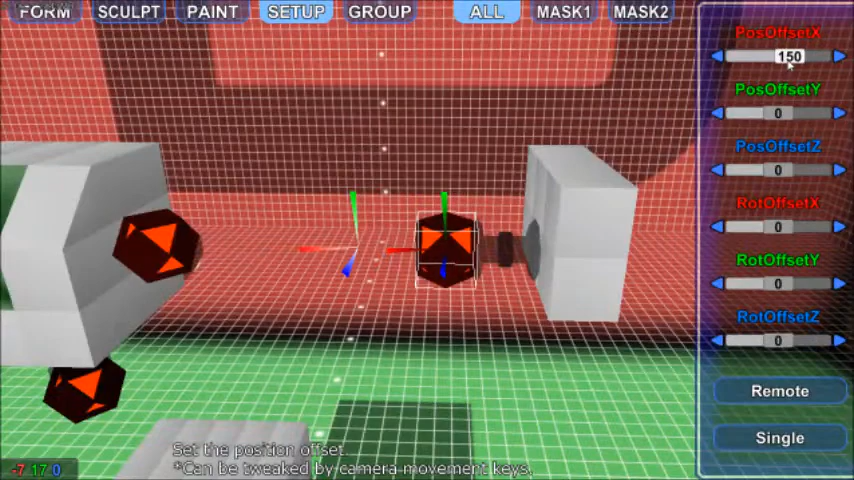 FORM SCULPT PAINT SETUP GROUP ALL MASK1 MASK2
PosOffsetX
150
PosOffsetY
0
PosOffsetZ
0
RotOffsetX
0
RotOffsetY
0
RotOffsetZ
0
Remote
Single
Set the position offset.
*Can be tweaked by camera movement keys.
-7,17,0